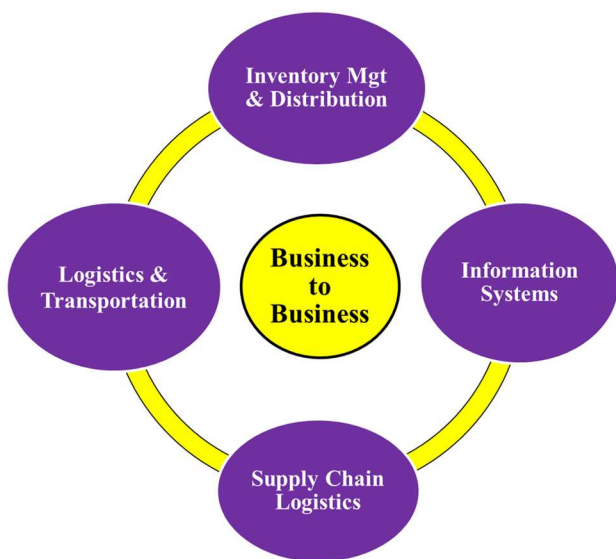 Inventory Mgt
& Distribution
Logistics &
Transportation
Business
to
Business
Information
Systems
Supply Chain
Logistics